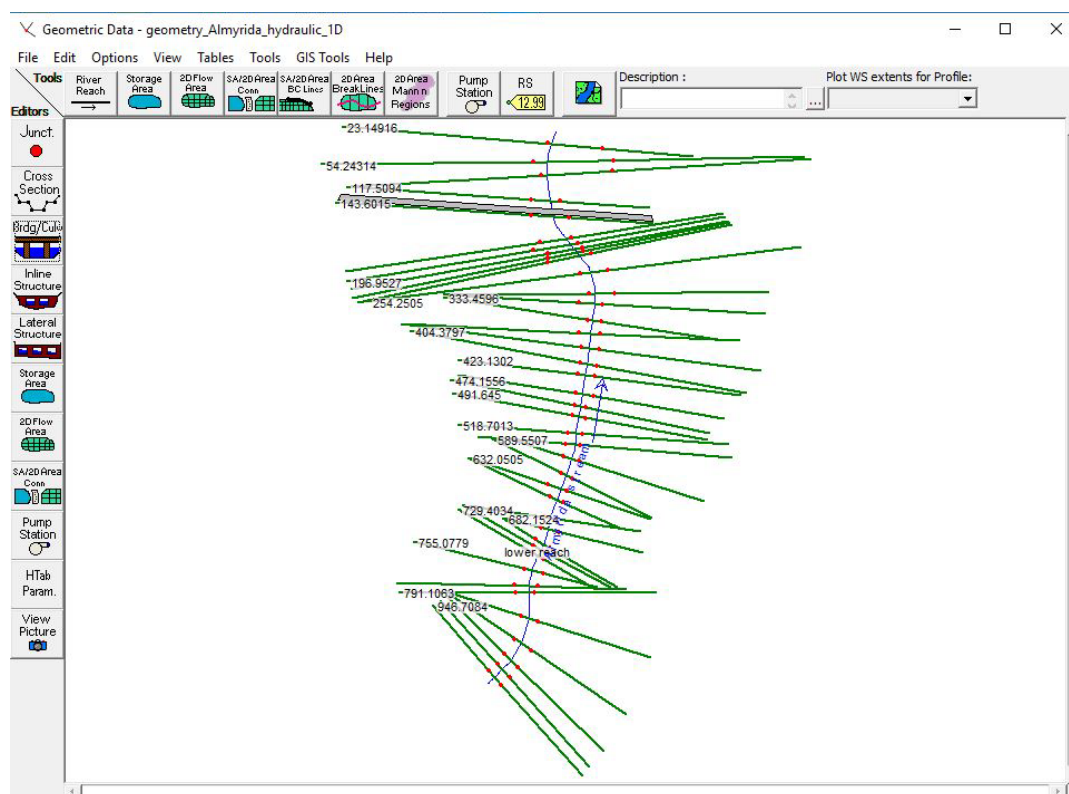 Geometric Data - geometry_Almyrida_hydraulic_1D
File Edit Options View Tables Tools GIS Tools Help
Tools
Editors
River
Reach
Storage
Area
2D Flow
Area
SA/2D Area
Conn
SA/2D Area
BC Lines
2D Area
BreakLines
2D Area
Mann n
Regions
Pump
Station
RS
12.99
Description :
...
Plot WS extents for Profile:
Junct.
Cross
Section
Brdg/Culv
Inline
Structure
Lateral
Structure
Storage
Area
2D Flow
Area
SA/2D Area
Conn
Pump
Station
HTab
Param.
View
Picture
23.14916
54.24314
117.5094
143.6015
196.9527
254.2505
333.4596
404.3797
423.1302
474.1556
491.645
518.7013
589.5507
632.0505
729.4034
682.1524
755.0779
lower reach
791.1063
946.7084
stream